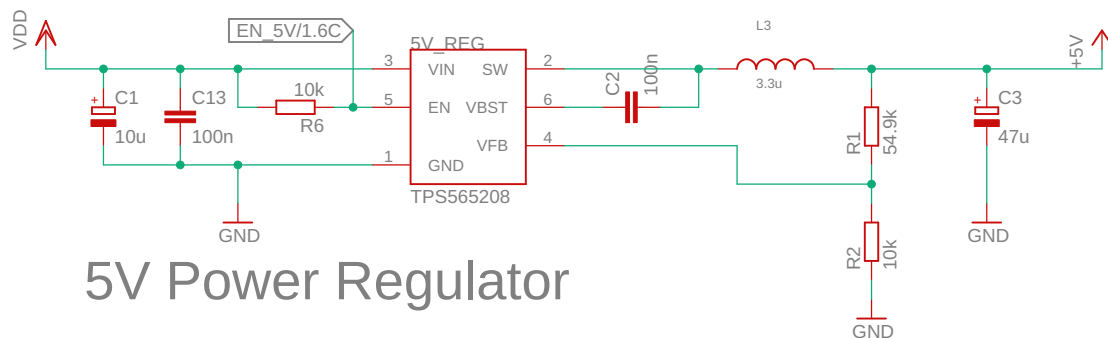 VDD
EN_5V/1.6C
5V_REG
L3
+5V
3
VIN
SW
2
C2
100n
3.3u
+
C1
10u
C13
100n
10k
R6
5
EN
VBST
6
R1
54.9k
+
C3
47u
VFB
4
1
GND
TPS565208
GND
R2
10k
GND
5V Power Regulator
GND